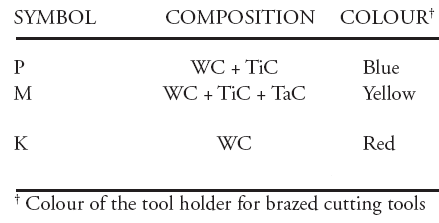 SYMBOL COMPOSITION COLOUR†
P WC + TiC Blue
M WC + TiC + TaC Yellow
K WC Red
† Colour of the tool holder for brazed cutting tools